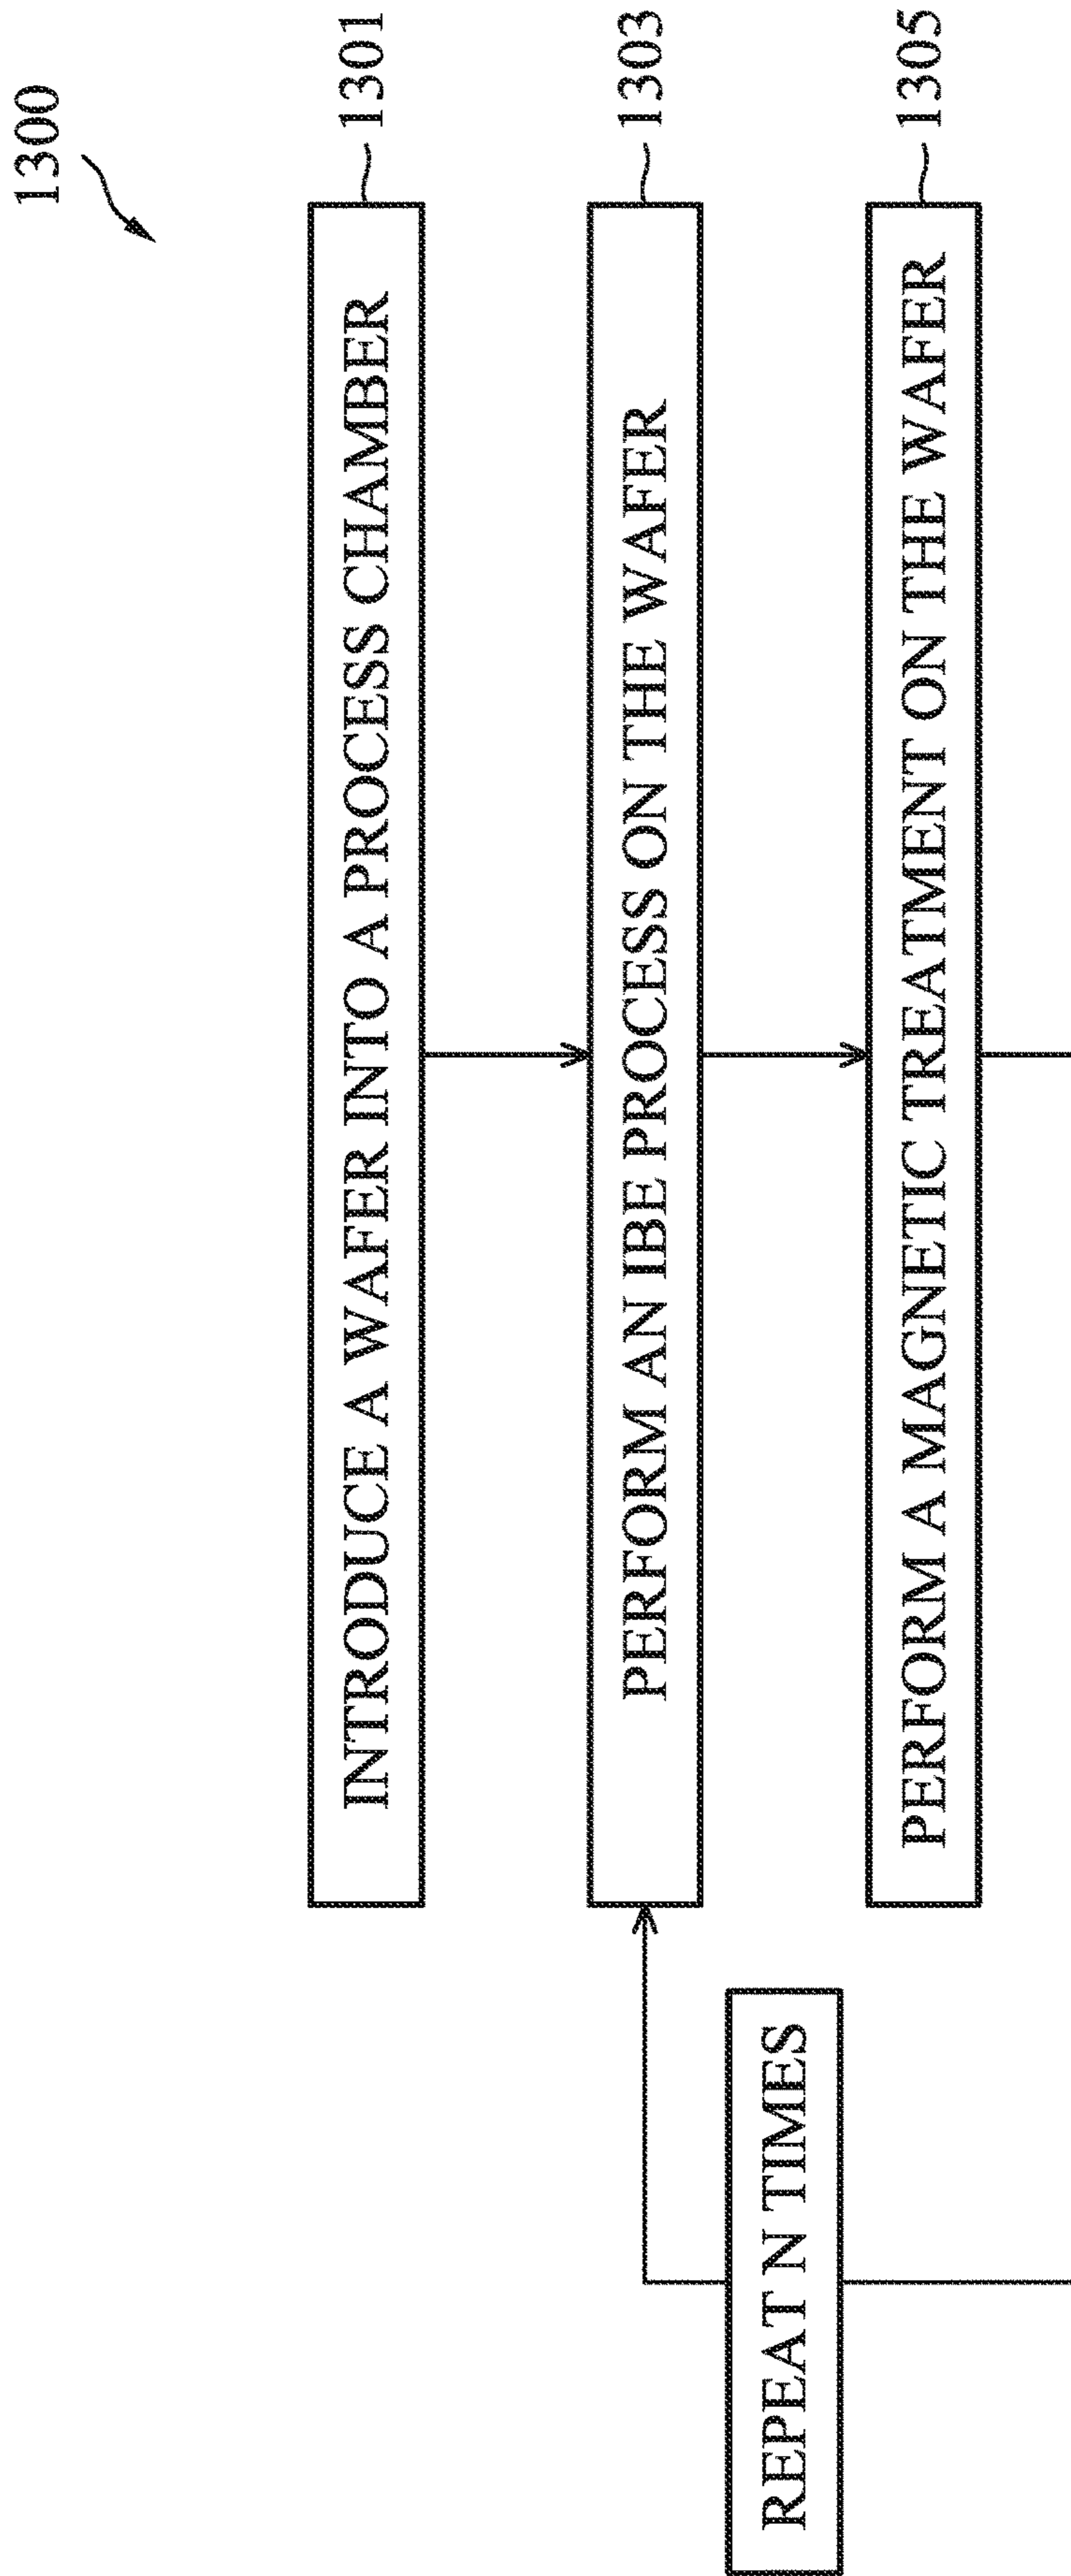 1300
INTRODUCE A WAFER INTO A PROCESS CHAMBER
1301
PERFORM AN IBE PROCESS ON THE WAFER
1303
REPEAT N TIMES
PERFORM A MAGNETIC TREATMENT ON THE WAFER
1305